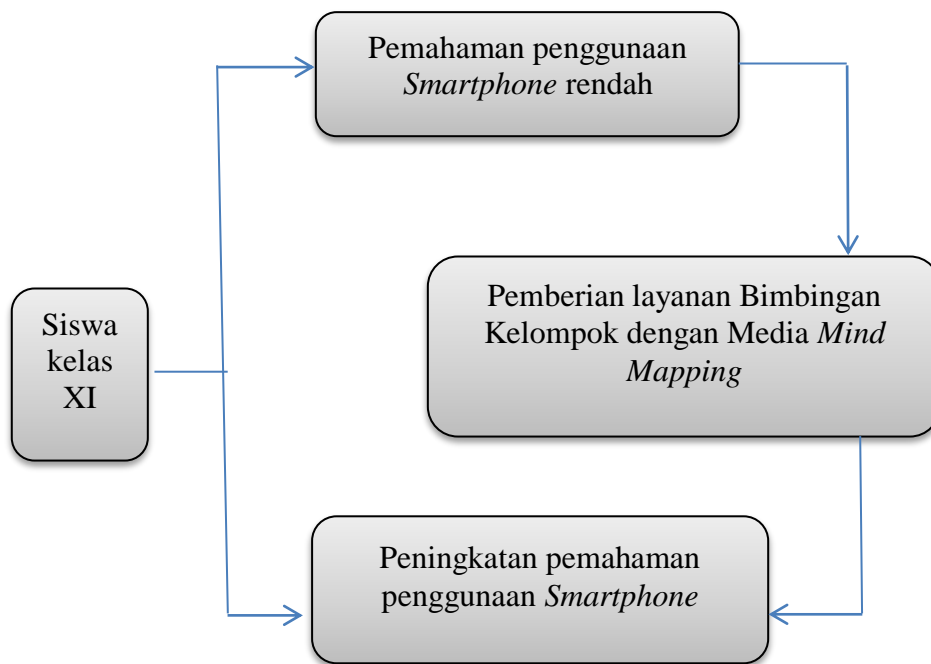 Pemahaman penggunaan
Smartphone rendah
Siswa
kelas
XI
Pemberian layanan Bimbingan
Kelompok dengan Media Mind
Mapping
Peningkatan pemahaman
penggunaan Smartphone